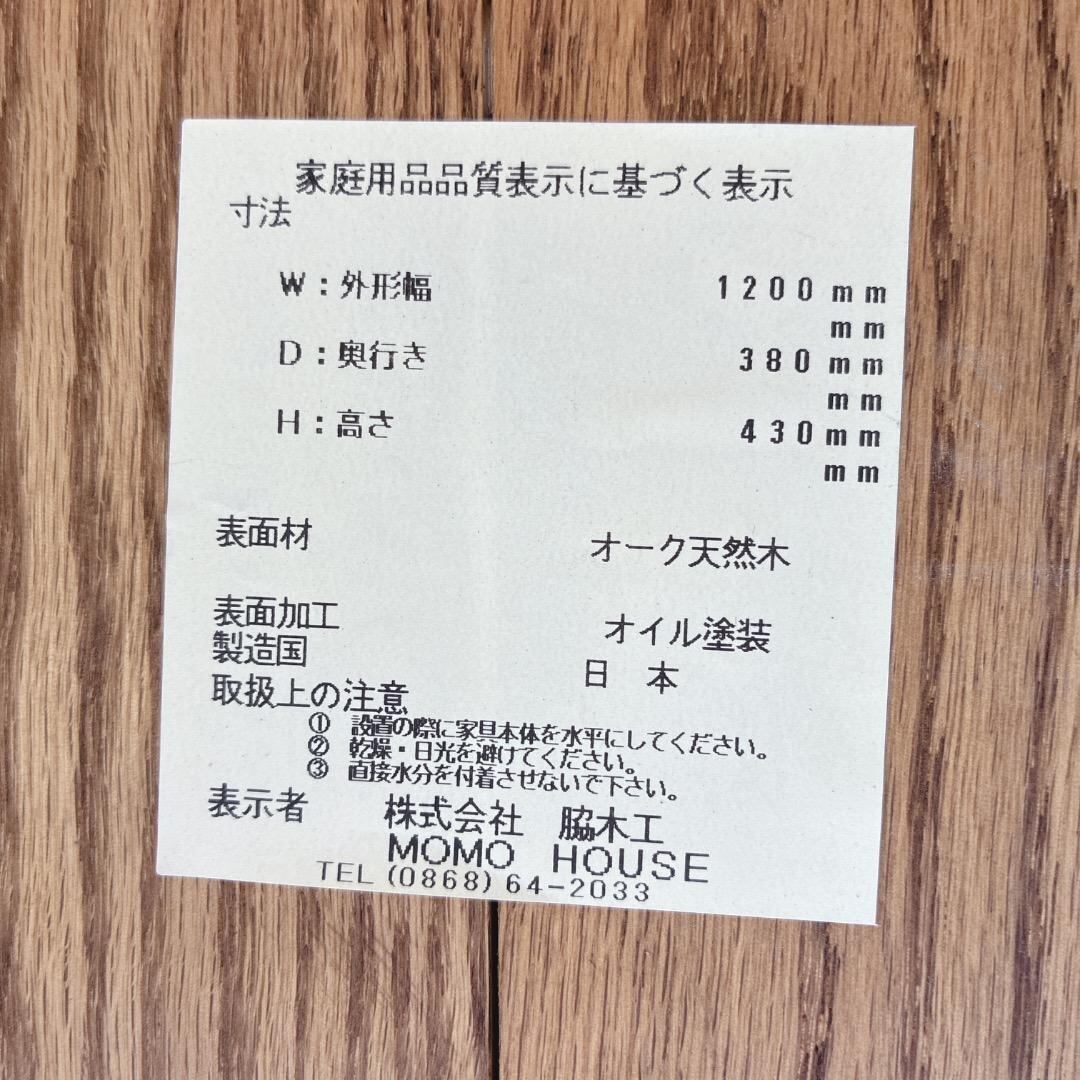 家庭用品品質表示に基づく表示
寸法
W：外形幅 1200mm
mm
D：奥行き 380mm
mm
H：高さ 430mm
mm
表面材 オーク天然木
表面加工 オイル塗装
製造国 日 本
取扱上の注意
① 設置の際に家具本体を水平にしてください。
② 乾燥・日光を避けてください。
③ 直接水分を付着させないで下さい。
表示者 株式会社 脇木工
MOMO HOUSE
TEL (0868) 64-2033